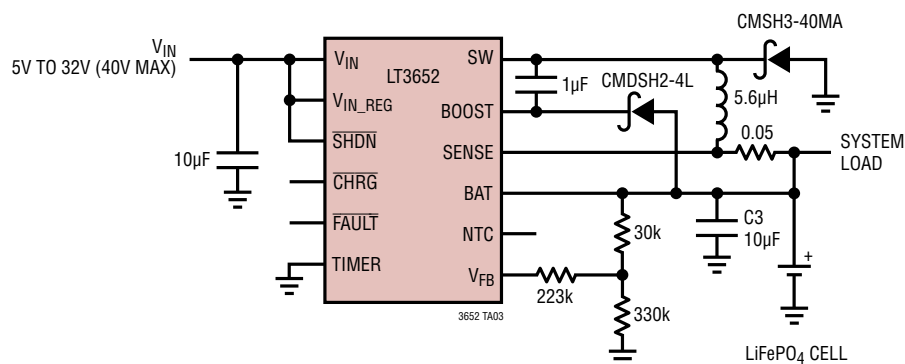 V_IN
5V TO 32V (40V MAX)
10µF
V_IN
V_IN_REG
SHDN
CHRG
FAULT
TIMER
LT3652
SW
BOOST
SENSE
BAT
NTC
V_FB
3652 TA03
1µF
CMDSH2-4L
CMSH3-40MA
5.6µH
0.05
SYSTEM
LOAD
30k
C3
10µF
+
223k
330k
LiFePO4 CELL